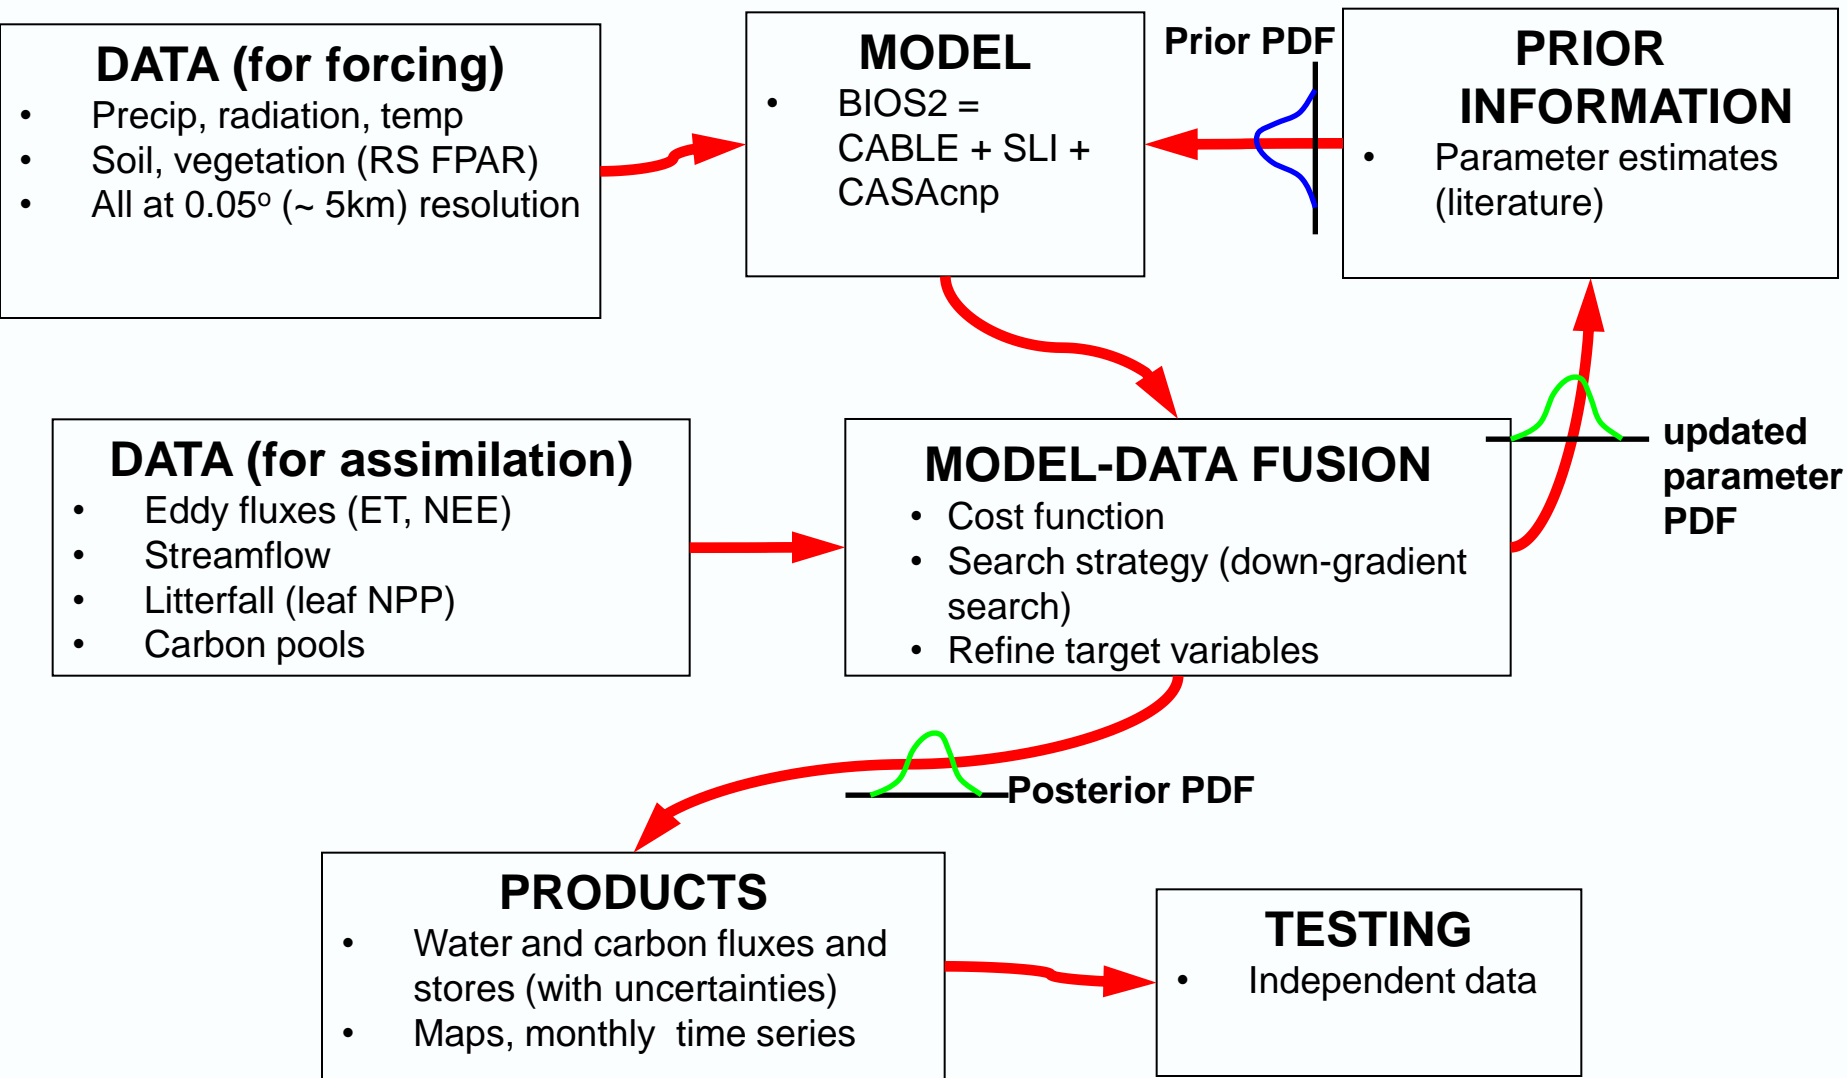 DATA (for forcing)
• Precip, radiation, temp
• Soil, vegetation (RS FPAR)
• All at 0.05º (~ 5km) resolution
MODEL
• BIOS2 =
CABLE + SLI +
CASAcnp
Prior PDF
PRIOR
INFORMATION
• Parameter estimates
(literature)
DATA (for assimilation)
• Eddy fluxes (ET, NEE)
• Streamflow
• Litterfall (leaf NPP)
• Carbon pools
MODEL-DATA FUSION
• Cost function
• Search strategy (down-gradient
search)
• Refine target variables
updated
parameter
PDF
Posterior PDF
PRODUCTS
• Water and carbon fluxes and
stores (with uncertainties)
• Maps, monthly time series
TESTING
• Independent data